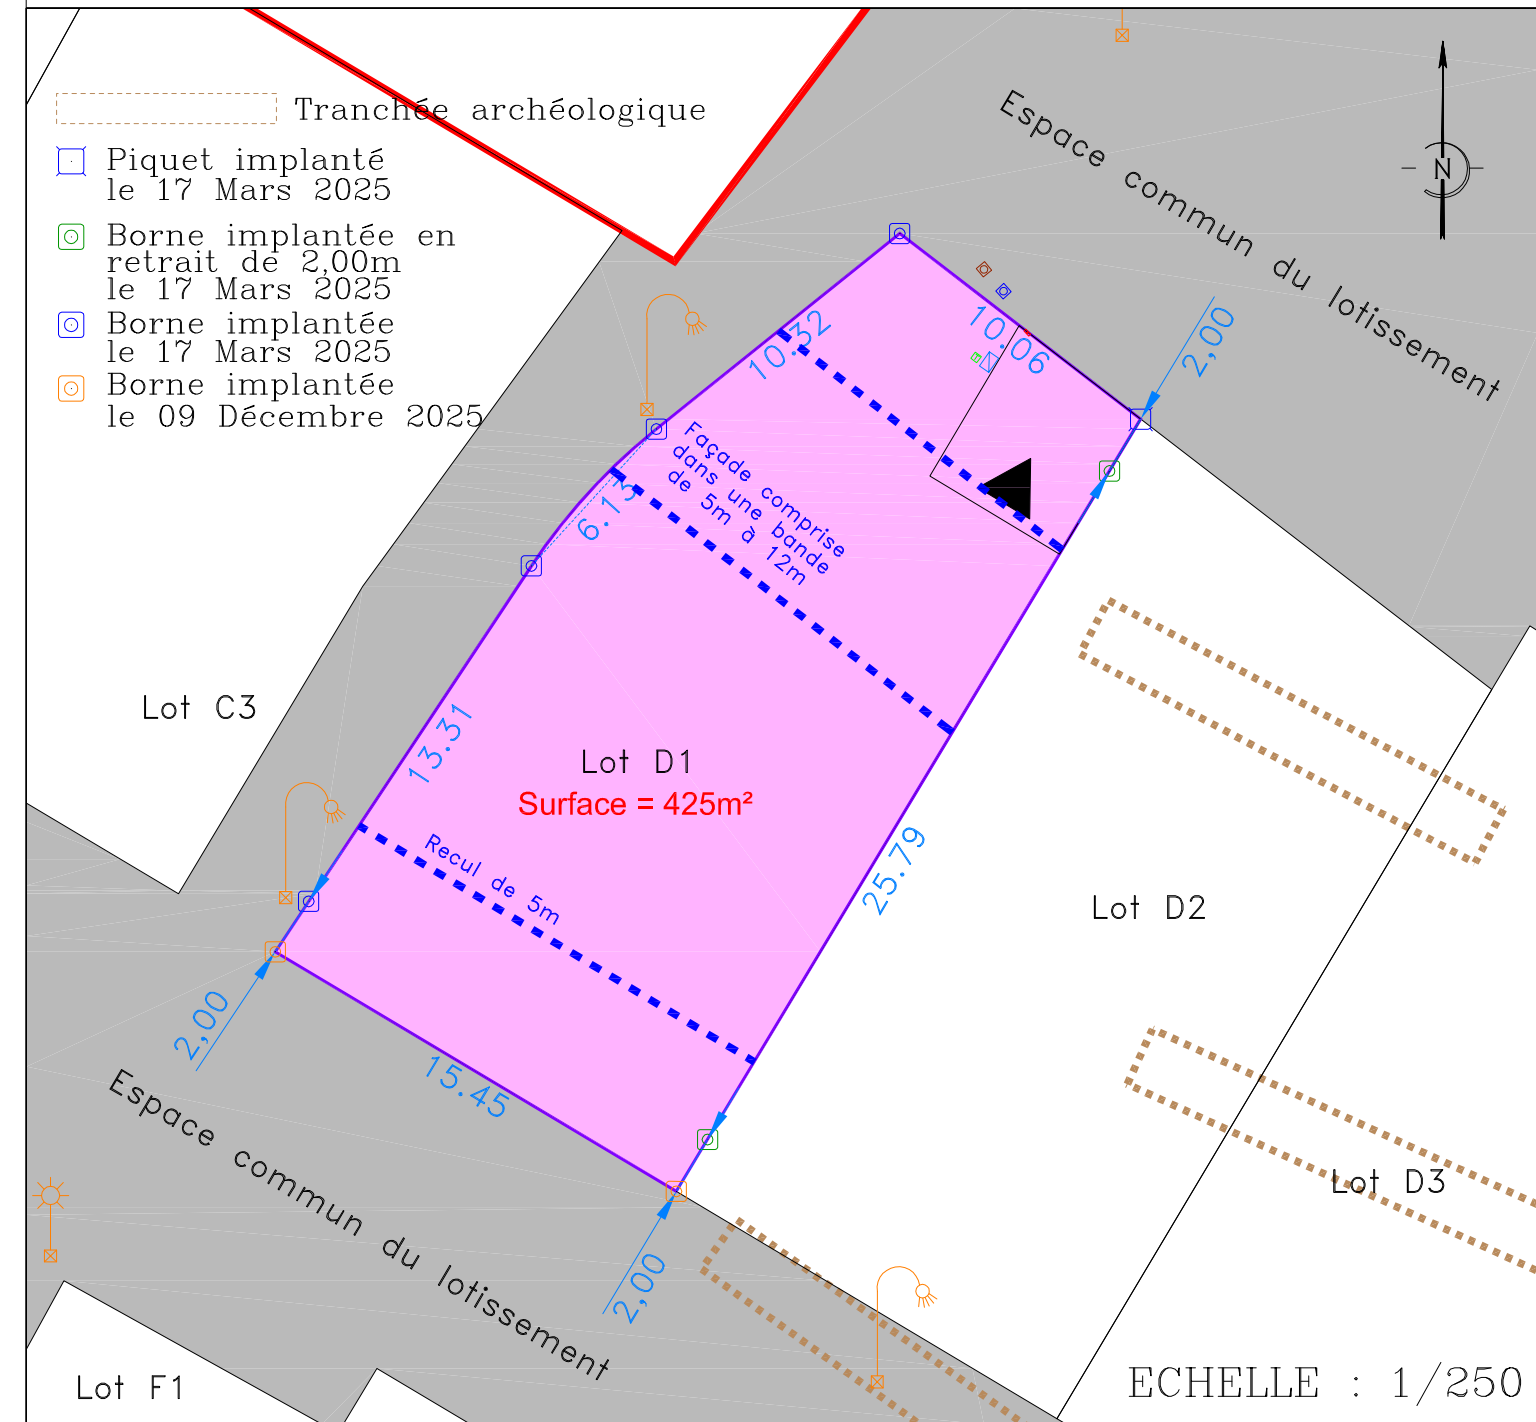 Tranchée archéologique
Piquet implanté
le 17 Mars 2025
Borne implantée en
retrait de 2,00m
le 17 Mars 2025
Borne implantée
le 17 Mars 2025
Borne implantée
le 09 Décembre 2025
Espace commun du lotissement
N
10.32
10.06
2,00
6.13
Façade comprise
dans une bande
de 5m à 12m
Lot C3
13.31
Lot D1
Surface = 425m²
Recul de 5m
25.79
Lot D2
2,00
15.45
Espace commun du lotissement
Lot D3
2,00
Lot F1
ECHELLE : 1/250